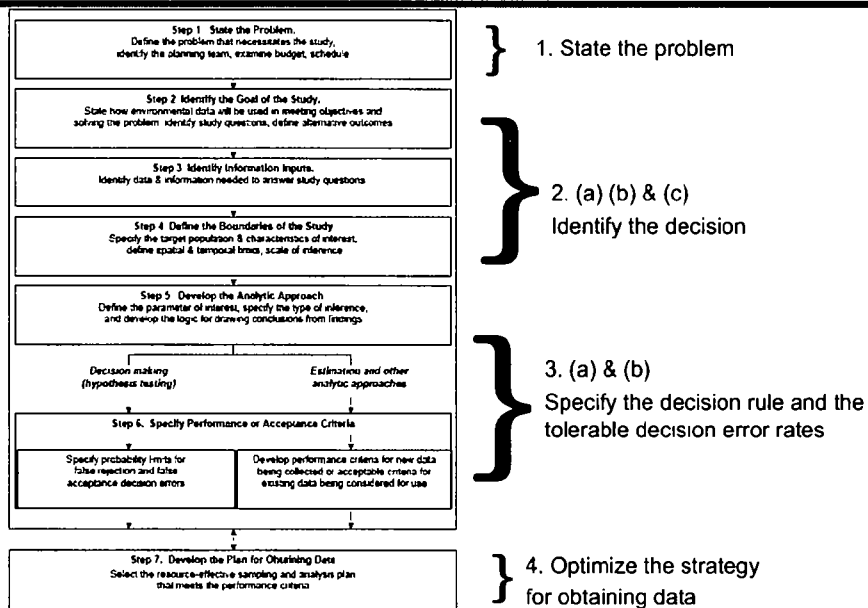 Step 1 State the Problem.
Define the problem that necessitates the study,
identify the planning team, examine budget, schedule
1. State the problem
Step 2 Identify the Goal of the Study.
State how environmental data will be used in meeting objectives and
solving the problem identify study questions, define alternative outcomes
Step 3 Identify Information Inputs.
Identify data & information needed to answer study questions
2. (a) (b) & (c)
Identify the decision
Step 4 Define the Boundaries of the Study
Specify the target population & characteristics of interest,
define spatial & temporal limits, scale of inference
Step 5 Develop the Analytic Approach
Define the parameter of interest, specify the type of inference,
and develop the logic for drawing conclusions from findings
Decision making
(hypothesis testing)
Estimation and other
analytic approaches
3. (a) & (b)
Specify the decision rule and the
tolerable decision error rates
Step 6. Specify Performance or Acceptance Criteria
Specify probability limits for
false rejection and false
acceptance decision errors
Develop performance criteria for new data
being collected or acceptable criteria for
existing data being considered for use
Step 7. Develop the Plan for Obtaining Data
Select the resource-effective sampling and analysis plan
that meets the performance criteria
4. Optimize the strategy
for obtaining data